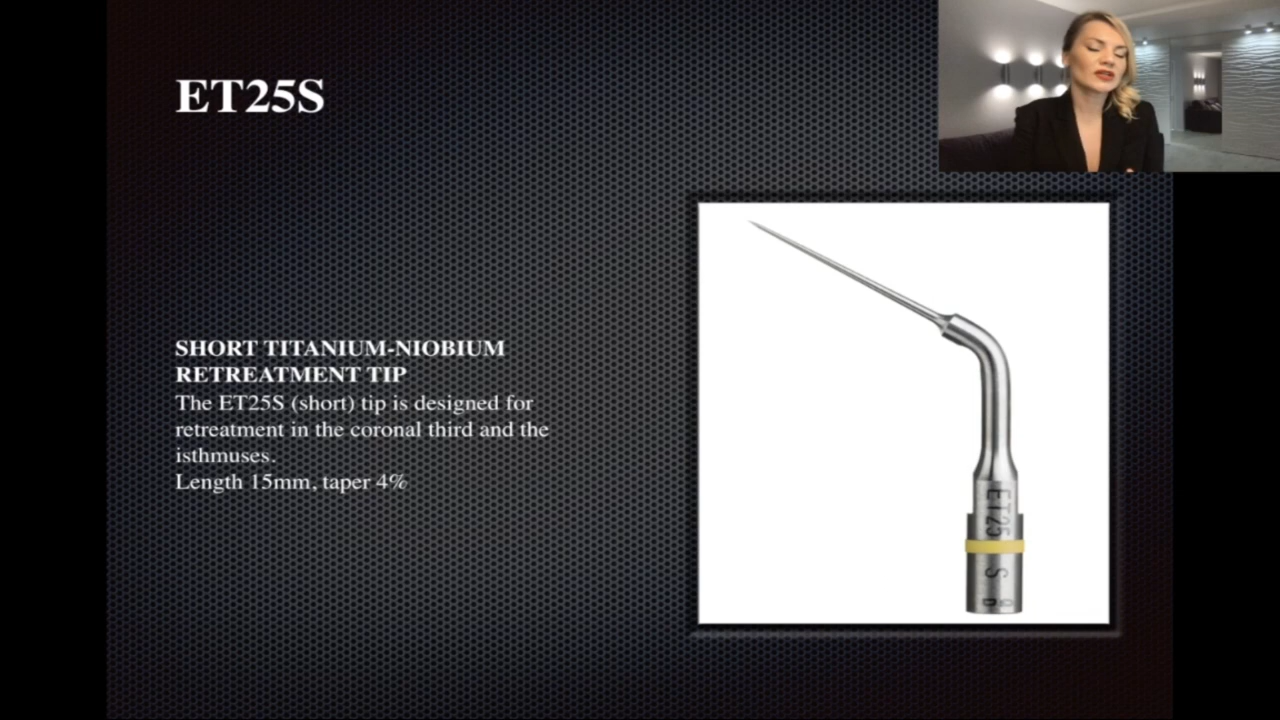 ET25S
SHORT TITANIUM-NIOBIUM
RETREATMENT TIP
The ET25S (short) tip is designed for
retreatment in the coronal third and the
isthmuses.
Length 15mm, taper 4%
ET25
S